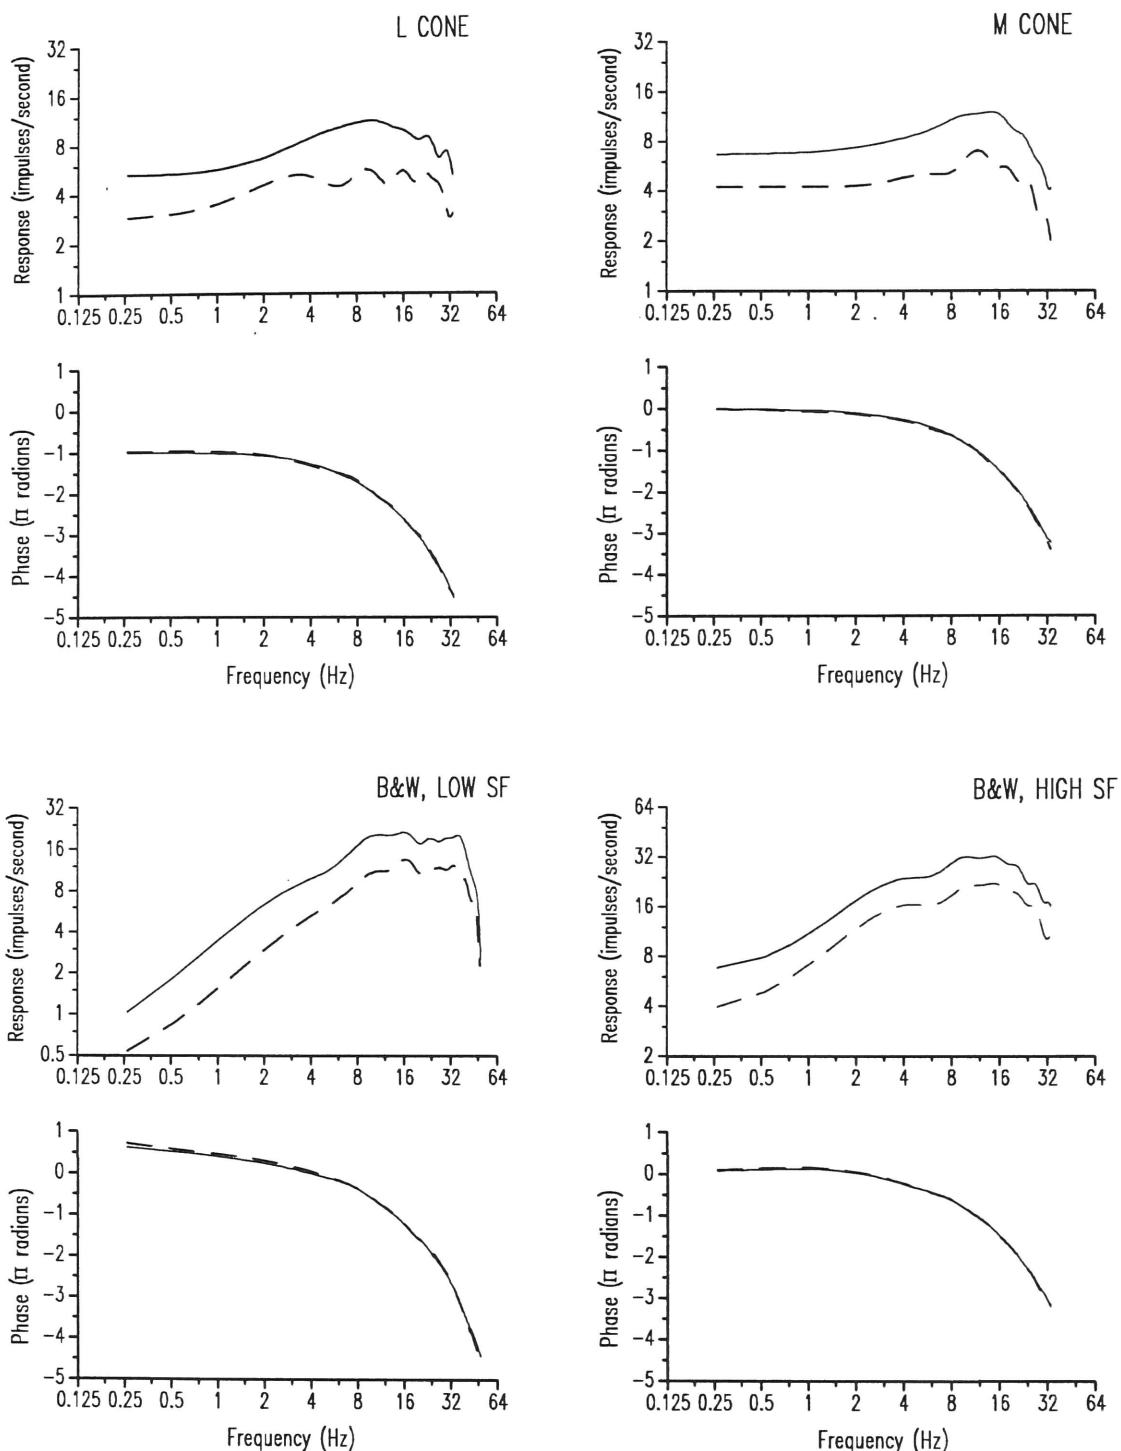 L CONE
Response (impulses/second)
32
16
8
4
2
1
0.125 0.25 0.5 1 2 4 8 16 32 64
Phase (π radians)
1
0
−1
−2
−3
−4
−5
0.125 0.25 0.5 1 2 4 8 16 32 64
Frequency (Hz)
M CONE
Response (impulses/second)
32
16
8
4
2
1
0.125 0.25 0.5 1 2 4 8 16 32 64
Phase (π radians)
1
0
−1
−2
−3
−4
−5
0.125 0.25 0.5 1 2 4 8 16 32 64
Frequency (Hz)
B&W, LOW SF
Response (impulses/second)
32
16
8
4
2
1
0.5
0.125 0.25 0.5 1 2 4 8 16 32 64
Phase (π radians)
1
0
−1
−2
−3
−4
−5
0.125 0.25 0.5 1 2 4 8 16 32 64
Frequency (Hz)
B&W, HIGH SF
Response (impulses/second)
64
32
16
8
4
2
0.125 0.25 0.5 1 2 4 8 16 32 64
Phase (π radians)
1
0
−1
−2
−3
−4
−5
0.125 0.25 0.5 1 2 4 8 16 32 64
Frequency (Hz)